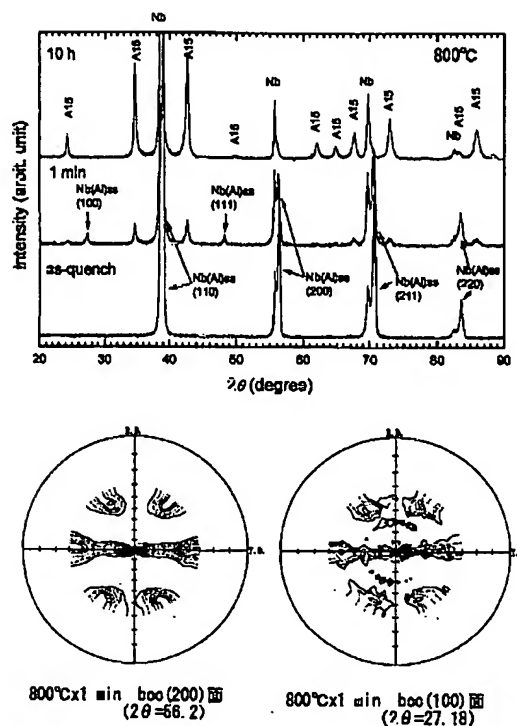 Nb
10 h
800°C
A15
A15
A15
Nb
A15
A15
A15
A15
Nb
A15
Nb
A15
A15
1 min
Nb(Al)ss
(100)
Nb(Al)ss
(111)
as-quench
Nb(Al)ss
(110)
Nb(Al)ss
(200)
Nb(Al)ss
(211)
Nb(Al)ss
(220)
Intensity (arbit. unit)
20 30 40 50 60 70 80 90
2θ (degree)
800°Cx1 min bcc(200)面
(2θ=56.2)
800°Cx1 min bcc(100)面
(2θ=27.18)